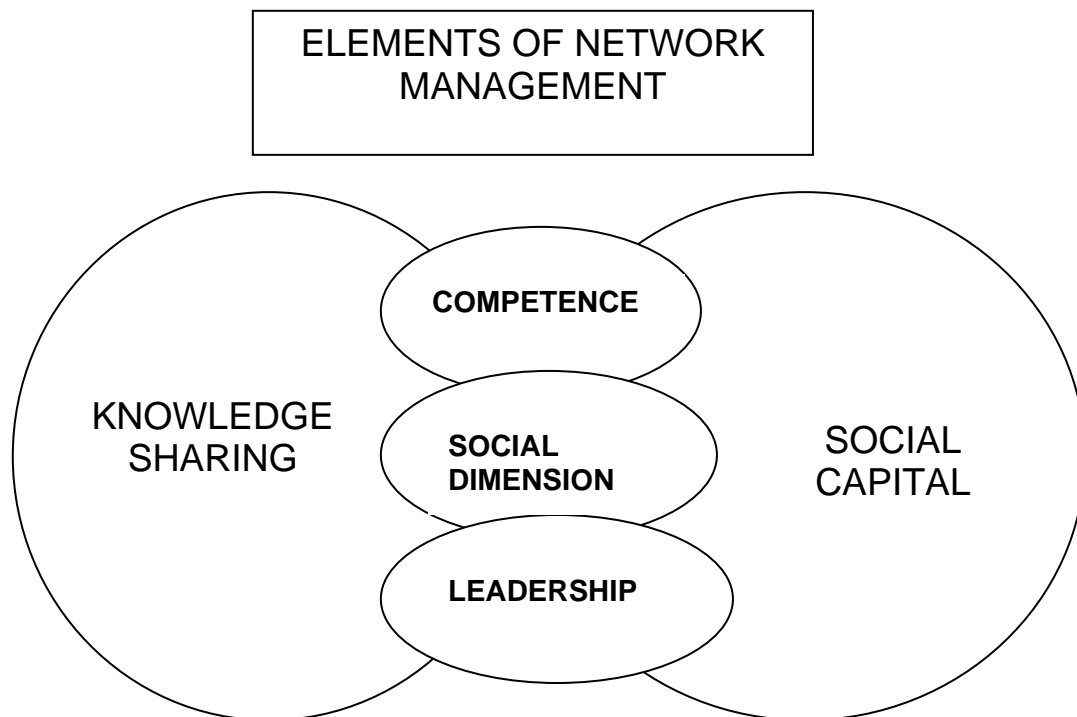 ELEMENTS OF NETWORK
MANAGEMENT
COMPETENCE
KNOWLEDGE
SHARING
SOCIAL
DIMENSION
SOCIAL
CAPITAL
LEADERSHIP